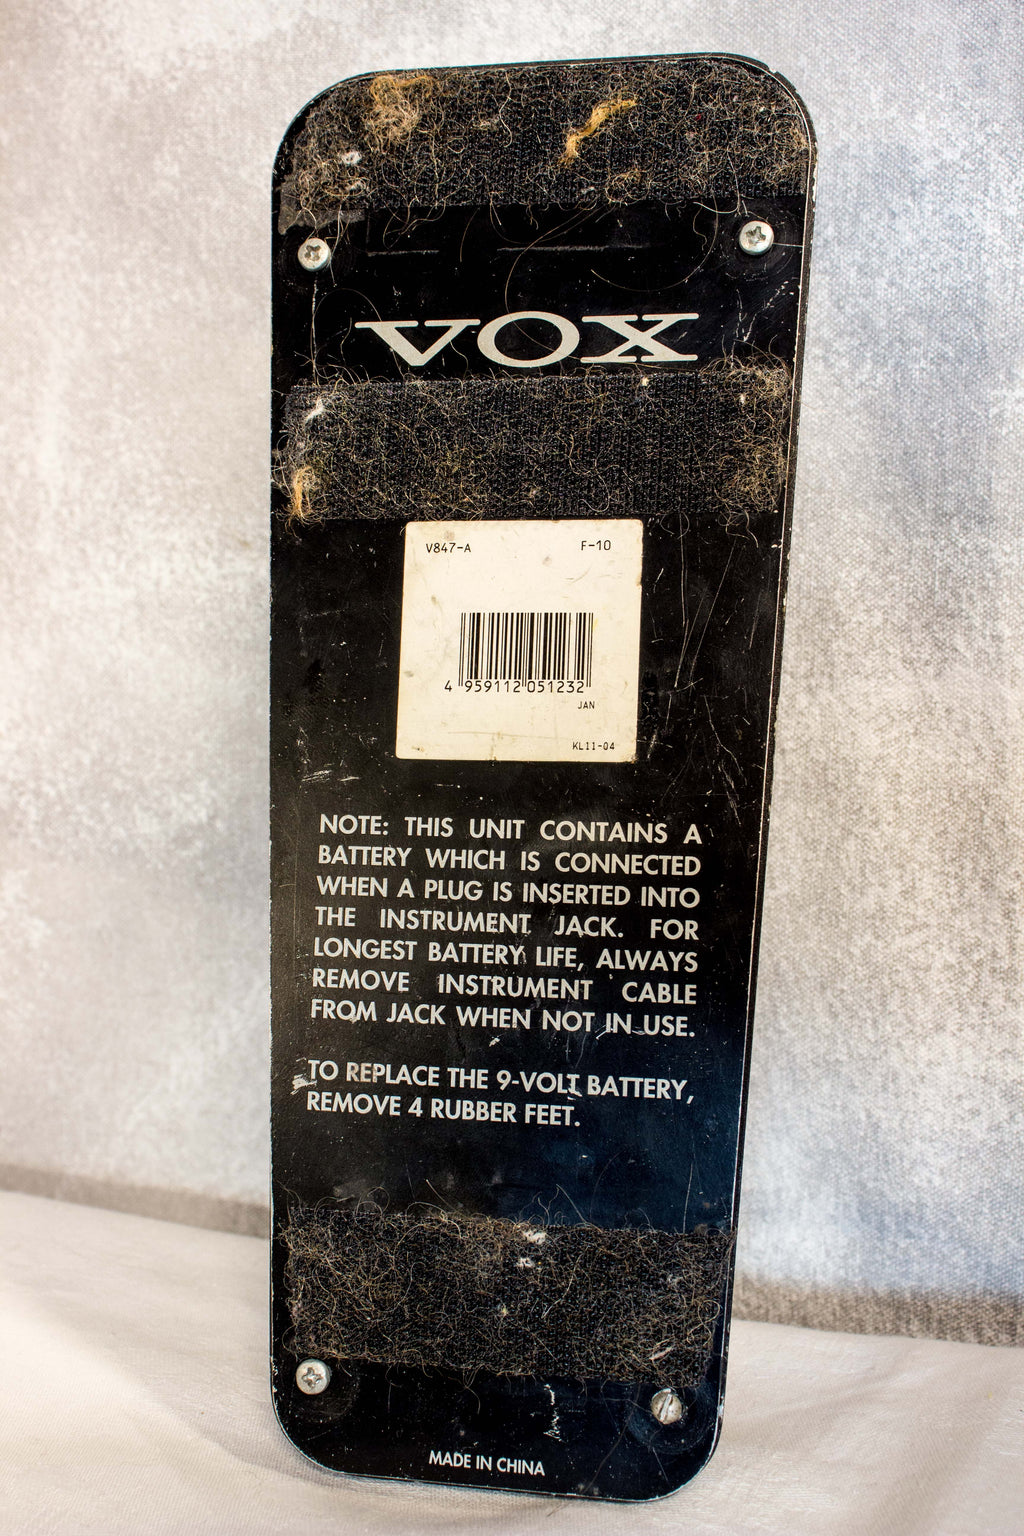 VOX
V847-A F-10
4 959112 051232
JAN
KL11-04
NOTE: THIS UNIT CONTAINS A
BATTERY WHICH IS CONNECTED
WHEN A PLUG IS INSERTED INTO
THE INSTRUMENT JACK. FOR
LONGEST BATTERY LIFE, ALWAYS
REMOVE INSTRUMENT CABLE
FROM JACK WHEN NOT IN USE.
TO REPLACE THE 9-VOLT BATTERY,
REMOVE 4 RUBBER FEET.
MADE IN CHINA